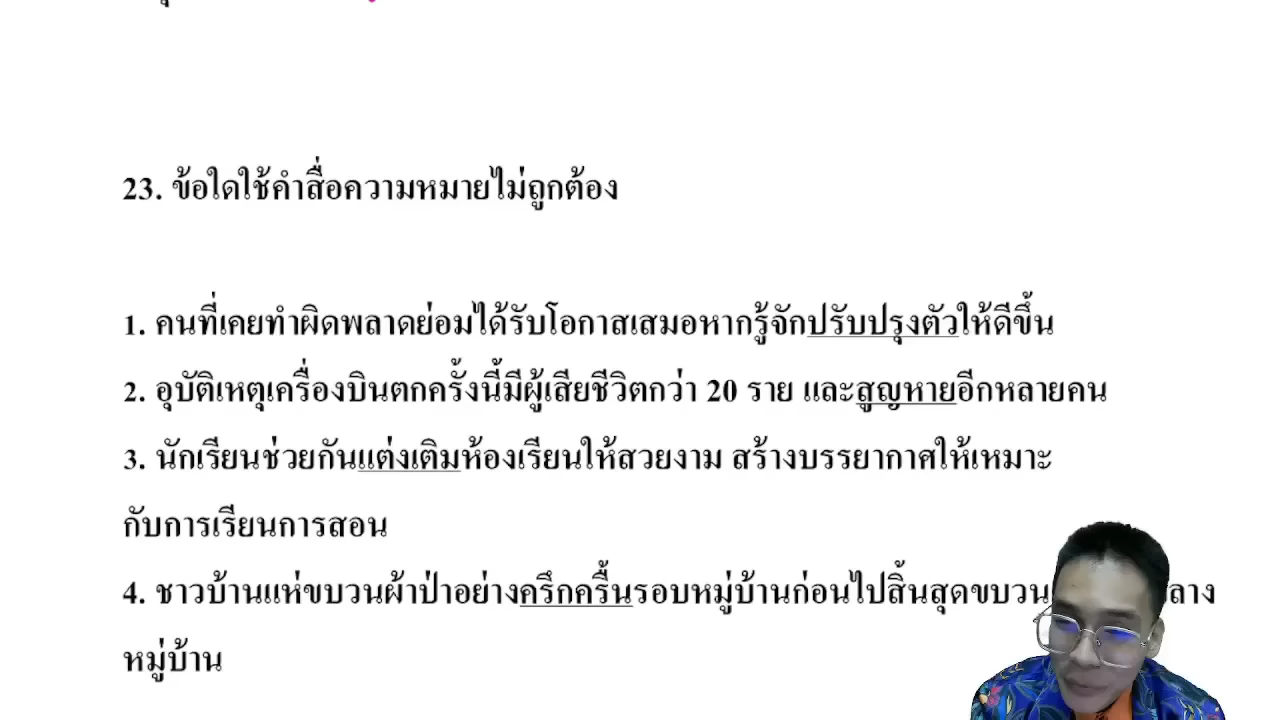 23. ข้อใดใช้คำสื่อความหมายไม่ถูกต้อง
1. คนที่เคยทำผิดพลาดย่อมได้รับโอกาสเสมอหากรู้จักปรับปรุงตัวให้ดีขึ้น
2. อุบัติเหตุเครื่องบินตกครั้งนี้มีผู้เสียชีวิตกว่า 20 ราย และสูญหายอีกหลายคน
3. นักเรียนช่วยกันแต่งเติมห้องเรียนให้สวยงาม สร้างบรรยากาศให้เหมาะ
กับการเรียนการสอน
4. ชาวบ้านแห่ขบวนผ้าป่าอย่างครึกครื้นรอบหมู่บ้านก่อนไปสิ้นสุดขบวน ลาง
หมู่บ้าน